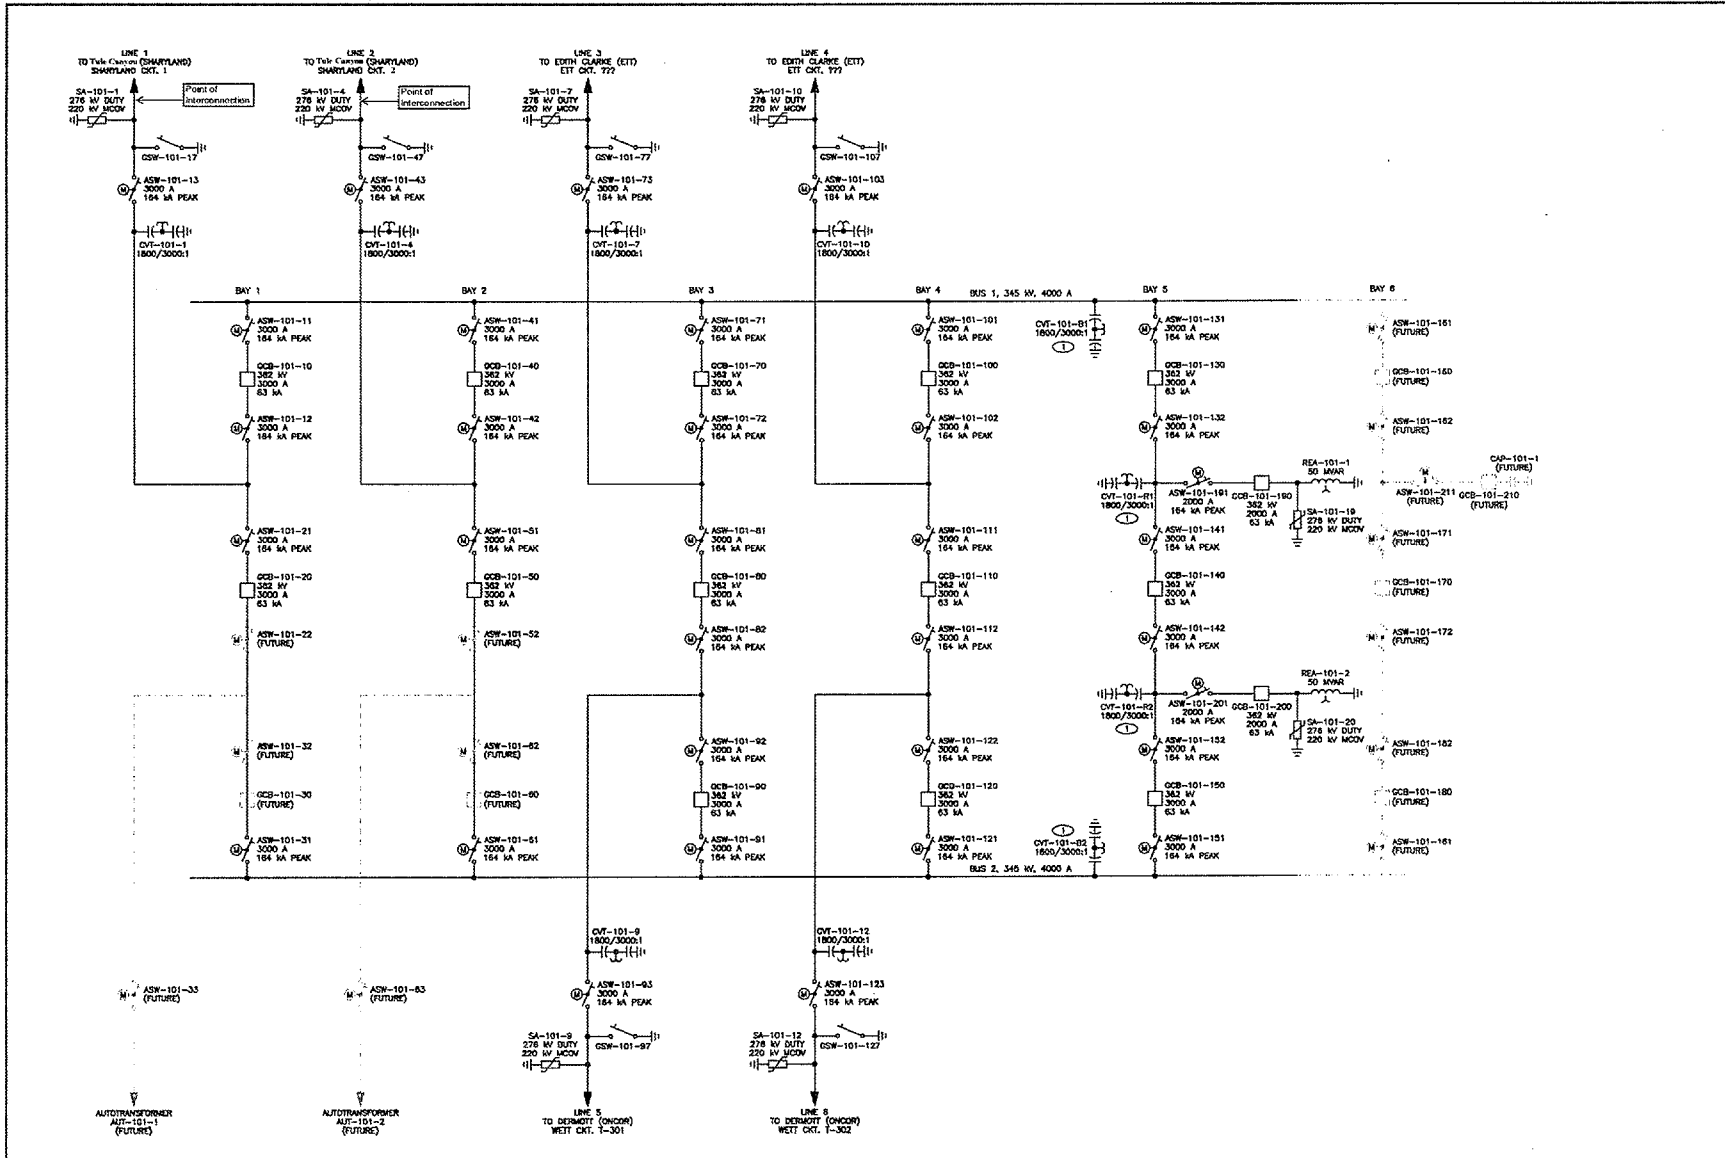 LINE 1
TO Tule Canyon (SHARYLAND)
SHARYLAND CKT. 1
LINE 2
TO Tule Canyon (SHARYLAND)
SHARYLAND CKT. 2
LINE 3
TO EDITH CLARKE (ETT)
ETT CKT. ???
LINE 4
TO EDITH CLARKE (ETT)
ETT CKT. ???
SA-101-1
276 kV DUTY
220 kV MCOV
Point of
Interconnection
SA-101-4
276 kV DUTY
220 kV MCOV
Point of
Interconnection
SA-101-7
276 kV DUTY
220 kV MCOV
SA-101-10
276 kV DUTY
220 kV MCOV
GSW-101-17
GSW-101-47
GSW-101-77
GSW-101-107
M
ASW-101-13
3000 A
164 kA PEAK
M
ASW-101-43
3000 A
164 kA PEAK
M
ASW-101-73
3000 A
164 kA PEAK
M
ASW-101-103
3000 A
164 kA PEAK
CVT-101-1
1800/3000:1
CVT-101-4
1800/3000:1
CVT-101-7
1800/3000:1
CVT-101-10
1800/3000:1
BAY 1
BAY 2
BAY 3
BAY 4
BUS 1, 345 kV, 4000 A
BAY 5
BAY 6
M
ASW-101-11
3000 A
164 kA PEAK
M
ASW-101-41
3000 A
164 kA PEAK
M
ASW-101-71
3000 A
164 kA PEAK
M
ASW-101-101
3000 A
164 kA PEAK
CVT-101-B1
1800/3000:1
1
M
ASW-101-131
3000 A
164 kA PEAK
M
ASW-101-161
(FUTURE)
GCB-101-10
362 kV
3000 A
63 kA
GCB-101-40
362 kV
3000 A
63 kA
GCB-101-70
362 kV
3000 A
63 kA
GCB-101-100
362 kV
3000 A
63 kA
GCB-101-130
362 kV
3000 A
63 kA
GCB-101-160
(FUTURE)
M
ASW-101-12
3000 A
164 kA PEAK
M
ASW-101-42
3000 A
164 kA PEAK
M
ASW-101-72
3000 A
164 kA PEAK
M
ASW-101-102
3000 A
164 kA PEAK
M
ASW-101-132
3000 A
164 kA PEAK
M
ASW-101-162
(FUTURE)
CVT-101-R1
1800/3000:1
1
M
ASW-101-191
2000 A
164 kA PEAK
GCB-101-190
362 kV
2000 A
63 kA
REA-101-1
50 MVAR
SA-101-19
276 kV DUTY
220 kV MCOV
M
ASW-101-211
(FUTURE)
GCB-101-210
(FUTURE)
CAP-101-1
(FUTURE)
M
ASW-101-21
3000 A
164 kA PEAK
M
ASW-101-51
3000 A
164 kA PEAK
M
ASW-101-81
3000 A
164 kA PEAK
M
ASW-101-111
3000 A
164 kA PEAK
M
ASW-101-141
3000 A
164 kA PEAK
M
ASW-101-171
(FUTURE)
GCB-101-20
362 kV
3000 A
63 kA
GCB-101-50
362 kV
3000 A
63 kA
GCB-101-80
362 kV
3000 A
63 kA
GCB-101-110
362 kV
3000 A
63 kA
GCB-101-140
362 kV
3000 A
63 kA
GCB-101-170
(FUTURE)
M
ASW-101-22
(FUTURE)
M
ASW-101-52
(FUTURE)
M
ASW-101-82
3000 A
164 kA PEAK
M
ASW-101-112
3000 A
164 kA PEAK
M
ASW-101-142
3000 A
164 kA PEAK
M
ASW-101-172
(FUTURE)
CVT-101-R2
1800/3000:1
1
M
ASW-101-201
2000 A
164 kA PEAK
GCB-101-200
362 kV
2000 A
63 kA
REA-101-2
50 MVAR
SA-101-20
276 kV DUTY
220 kV MCOV
M
ASW-101-32
(FUTURE)
M
ASW-101-62
(FUTURE)
M
ASW-101-92
3000 A
164 kA PEAK
M
ASW-101-122
3000 A
164 kA PEAK
M
ASW-101-152
3000 A
164 kA PEAK
M
ASW-101-182
(FUTURE)
GCB-101-30
(FUTURE)
GCB-101-60
(FUTURE)
GCB-101-90
362 kV
3000 A
63 kA
GCB-101-120
362 kV
3000 A
63 kA
GCB-101-150
362 kV
3000 A
63 kA
GCB-101-180
(FUTURE)
M
ASW-101-31
3000 A
164 kA PEAK
M
ASW-101-61
3000 A
164 kA PEAK
M
ASW-101-91
3000 A
164 kA PEAK
M
ASW-101-121
3000 A
164 kA PEAK
1
CVT-101-B2
1800/3000:1
M
ASW-101-151
3000 A
164 kA PEAK
M
ASW-101-181
(FUTURE)
BUS 2, 345 kV, 4000 A
CVT-101-9
1800/3000:1
CVT-101-12
1800/3000:1
M
ASW-101-33
(FUTURE)
M
ASW-101-63
(FUTURE)
M
ASW-101-93
3000 A
164 kA PEAK
M
ASW-101-123
3000 A
164 kA PEAK
SA-101-9
276 kV DUTY
220 kV MCOV
GSW-101-97
SA-101-12
276 kV DUTY
220 kV MCOV
GSW-101-127
AUTOTRANSFORMER
AUT-101-1
(FUTURE)
AUTOTRANSFORMER
AUT-101-2
(FUTURE)
LINE 5
TO DERMOTT (ONCOR)
WETT CKT. T-301
LINE 6
TO DERMOTT (ONCOR)
WETT CKT. T-302